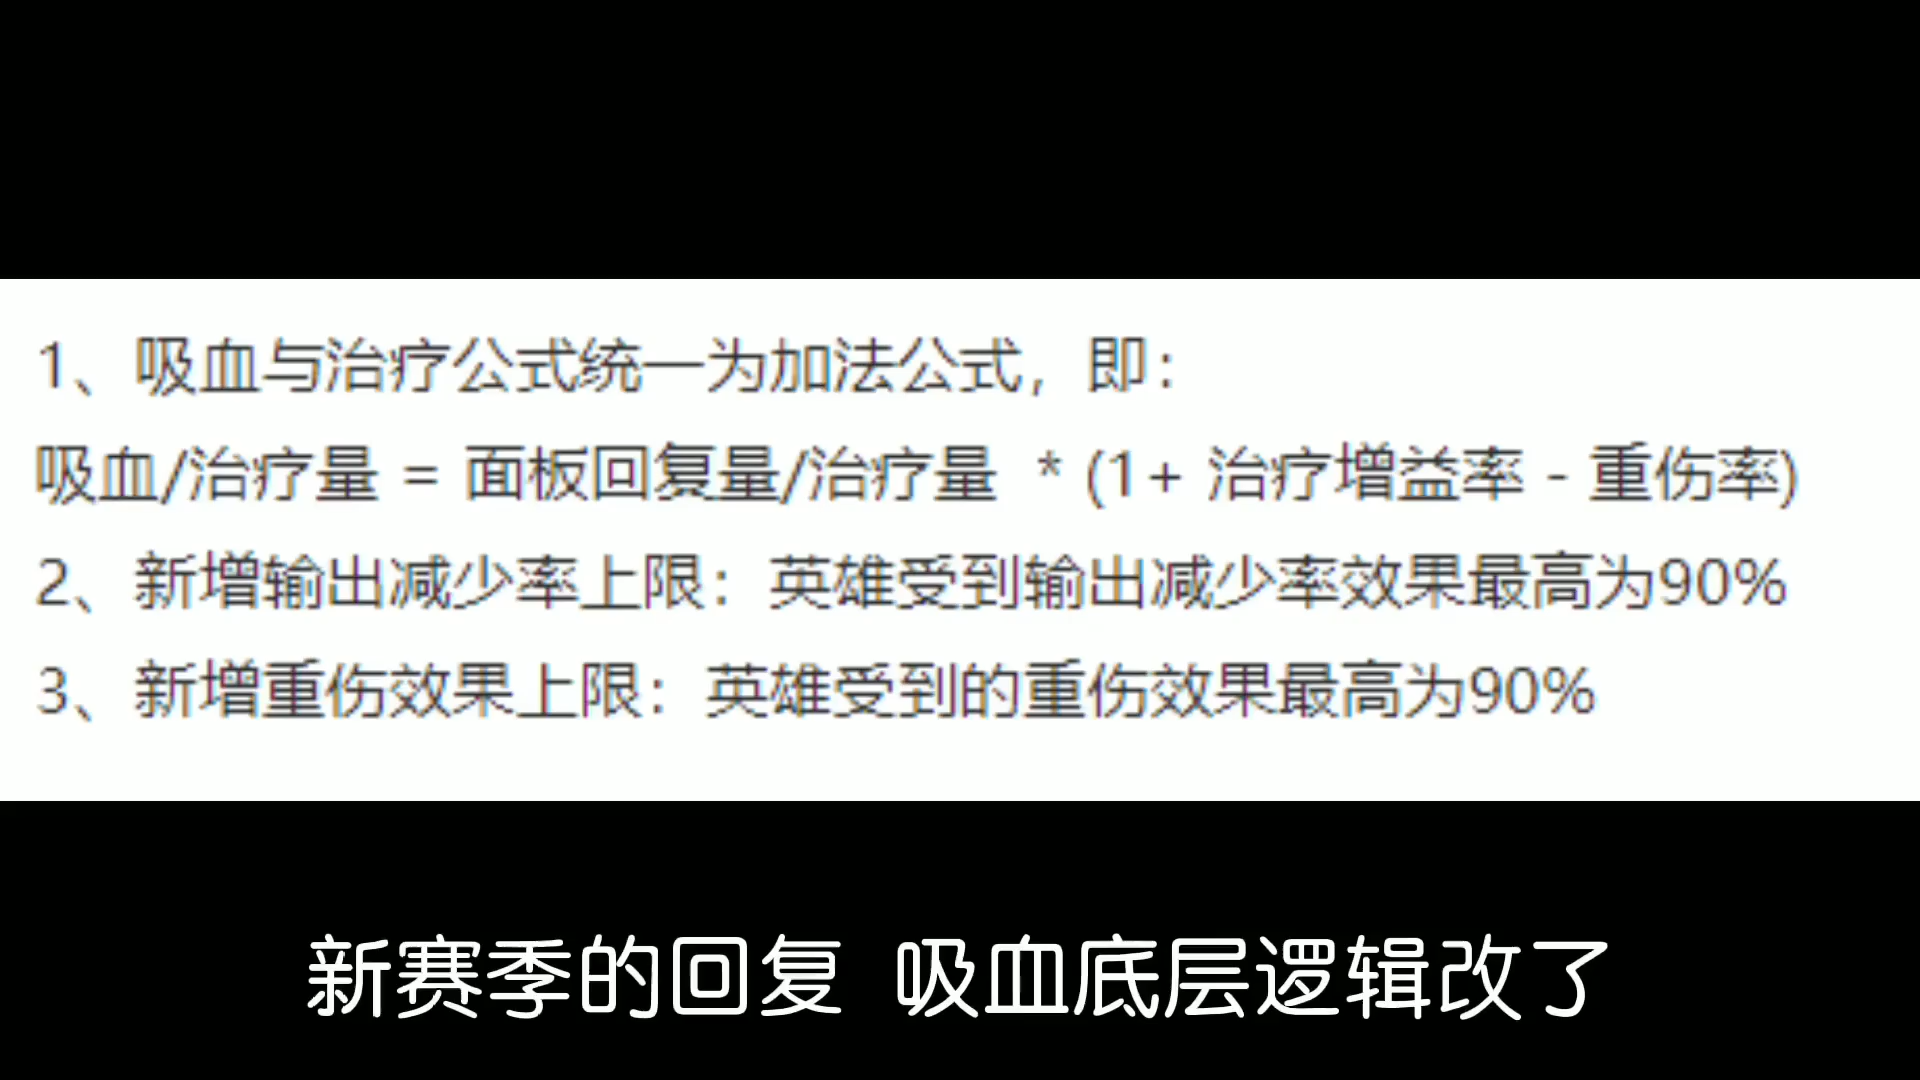 1、吸血与治疗公式统一为加法公式，即：
吸血/治疗量 = 面板回复量/治疗量 * (1+ 治疗增益率 - 重伤率)
2、新增输出减少率上限：英雄受到输出减少率效果最高为90%
3、新增重伤效果上限：英雄受到的重伤效果最高为90%
新赛季的回复 吸血底层逻辑改了